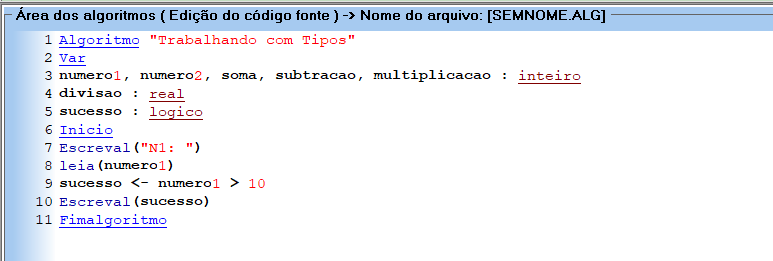 Área dos algoritmos ( Edição do código fonte ) -> Nome do arquivo: [SEMNOME.ALG]
1 Algoritmo "Trabalhando com Tipos"
2 Var
3 numero1, numero2, soma, subtracao, multiplicacao : inteiro
4 divisao : real
5 sucesso : logico
6 Inicio
7 Escreval("N1: ")
8 leia(numero1)
9 sucesso <- numero1 > 10
10 Escreval(sucesso)
11 Fimalgoritmo